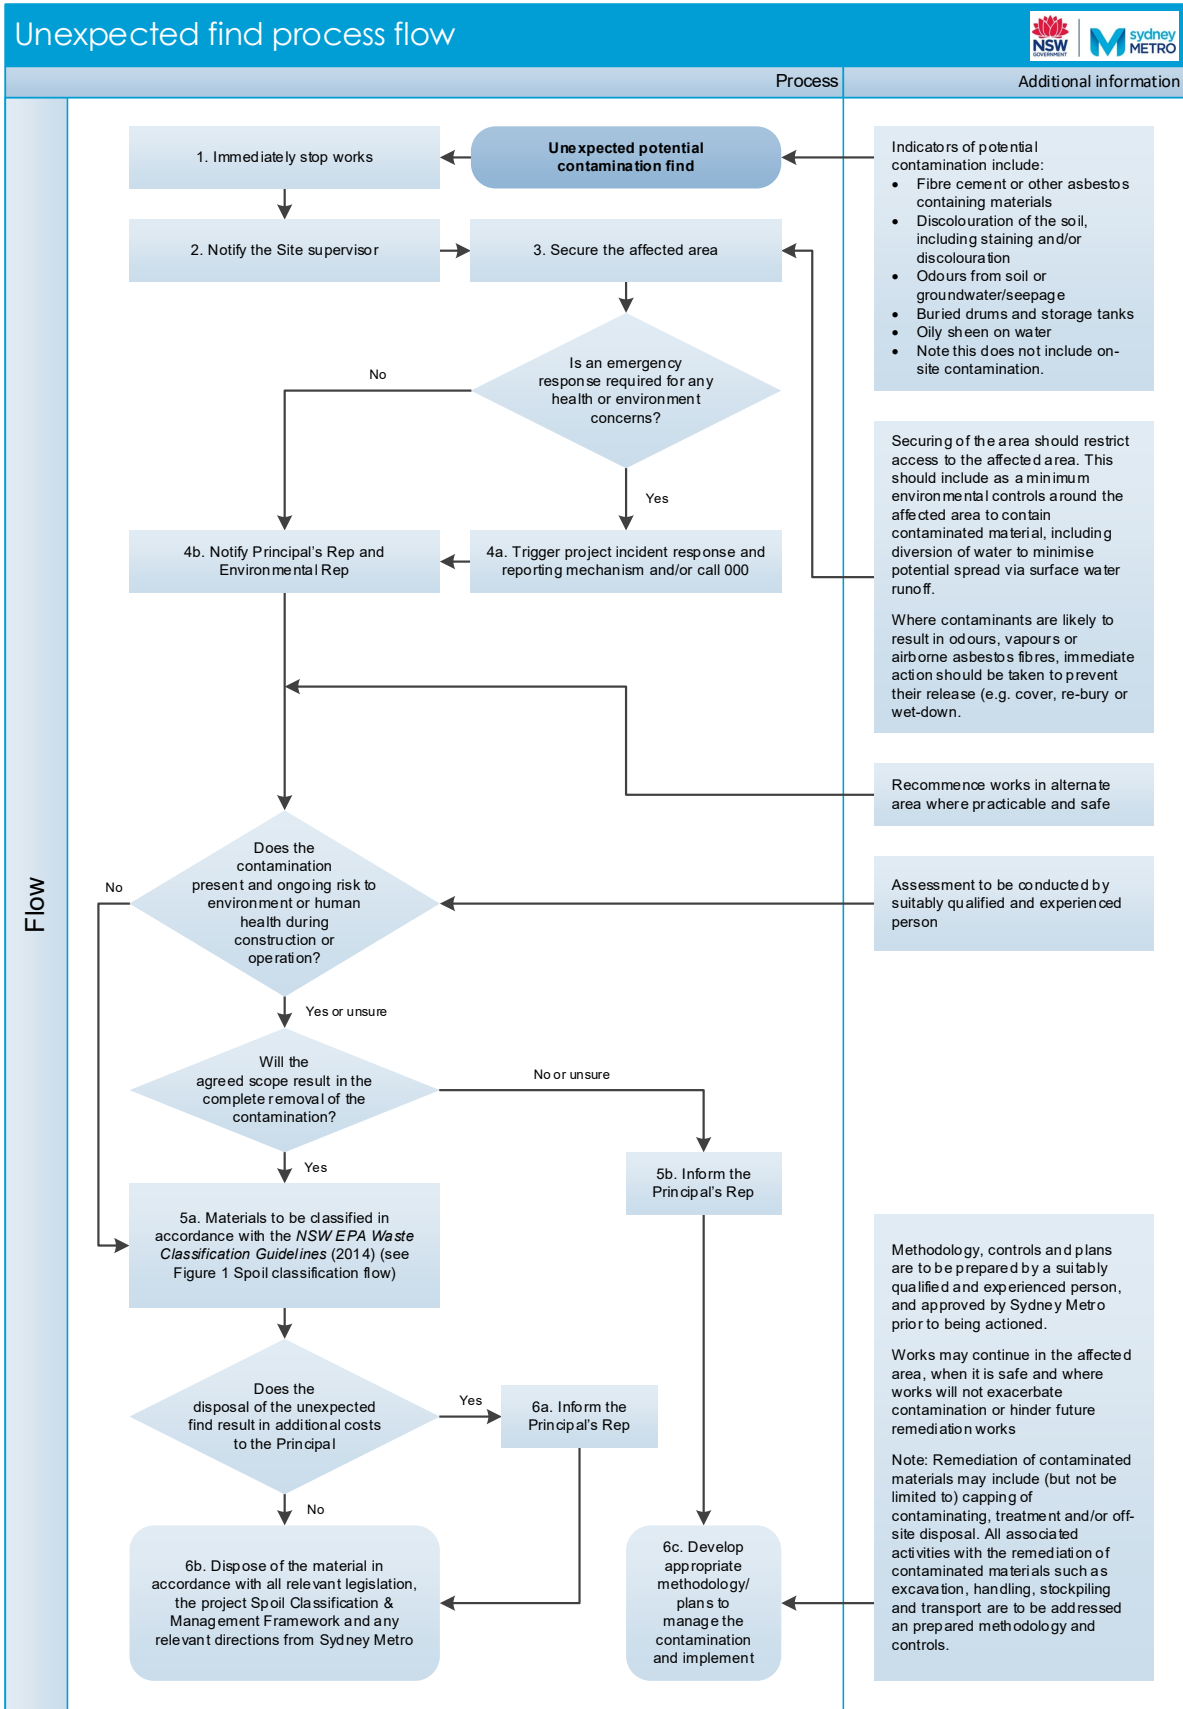 Unexpected find process flow
NSW
GOVERNMENT
sydney
METRO
Process
Additional information
Flow
Unexpected potential
contamination find
1. Immediately stop works
2. Notify the Site supervisor
3. Secure the affected area
Is an emergency
response required for any
health or environment
concerns?
No
Yes
4b. Notify Principal's Rep and
Environmental Rep
4a. Trigger project incident response and
reporting mechanism and/or call 000
Does the
contamination
present and ongoing risk to
environment or human
health during
construction or
operation?
No
Yes or unsure
Will the
agreed scope result in the
complete removal of the
contamination?
No or unsure
Yes
5b. Inform the
Principal's Rep
5a. Materials to be classified in
accordance with the NSW EPA Waste
Classification Guidelines (2014) (see
Figure 1 Spoil classification flow)
Does the
disposal of the unexpected
find result in additional costs
to the Principal
Yes
6a. Inform the
Principal's Rep
No
6b. Dispose of the material in
accordance with all relevant legislation,
the project Spoil Classification &
Management Framework and any
relevant directions from Sydney Metro
6c. Develop
appropriate
methodology/
plans to
manage the
contamination
and implement
Indicators of potential
contamination include:
• Fibre cement or other asbestos
containing materials
• Discolouration of the soil,
including staining and/or
discolouration
• Odours from soil or
groundwater/seepage
• Buried drums and storage tanks
• Oily sheen on water
• Note this does not include on-
site contamination.
Securing of the area should restrict
access to the affected area. This
should include as a minimum
environmental controls around the
affected area to contain
contaminated material, including
diversion of water to minimise
potential spread via surface water
runoff.
Where contaminants are likely to
result in odours, vapours or
airborne asbestos fibres, immediate
action should be taken to prevent
their release (e.g. cover, re-bury or
wet-down.
Recommence works in alternate
area where practicable and safe
Assessment to be conducted by
suitably qualified and experienced
person
Methodology, controls and plans
are to be prepared by a suitably
qualified and experienced person,
and approved by Sydney Metro
prior to being actioned.
Works may continue in the affected
area, when it is safe and where
works will not exacerbate
contamination or hinder future
remediation works
Note: Remediation of contaminated
materials may include (but not be
limited to) capping of
contaminating, treatment and/or off-
site disposal. All associated
activities with the remediation of
contaminated materials such as
excavation, handling, stockpiling
and transport are to be addressed
an prepared methodology and
controls.